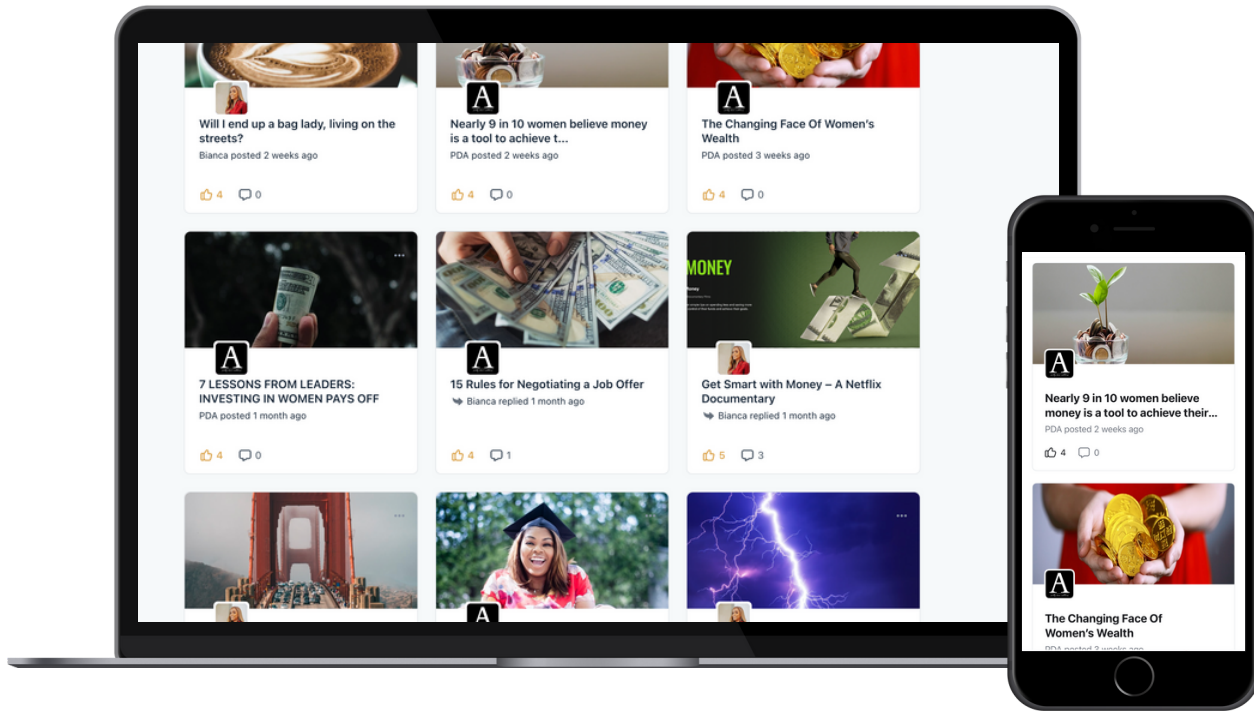 Will I end up a bag lady, living on the
streets?
Bianca posted 2 weeks ago
4 0
A
Nearly 9 in 10 women believe money
is a tool to achieve t...
PDA posted 2 weeks ago
4 0
A
The Changing Face Of Women's
Wealth
PDA posted 3 weeks ago
4 0
A
7 LESSONS FROM LEADERS:
INVESTING IN WOMEN PAYS OFF
PDA posted 1 month ago
4 0
A
15 Rules for Negotiating a Job Offer
Bianca replied 1 month ago
4 1
MONEY
Get Smart with Money – A Netflix
Documentary
Bianca replied 1 month ago
5 3
A
A
Nearly 9 in 10 women believe
money is a tool to achieve their...
PDA posted 2 weeks ago
4 0
A
The Changing Face Of
Women's Wealth
PDA posted 3 weeks ago